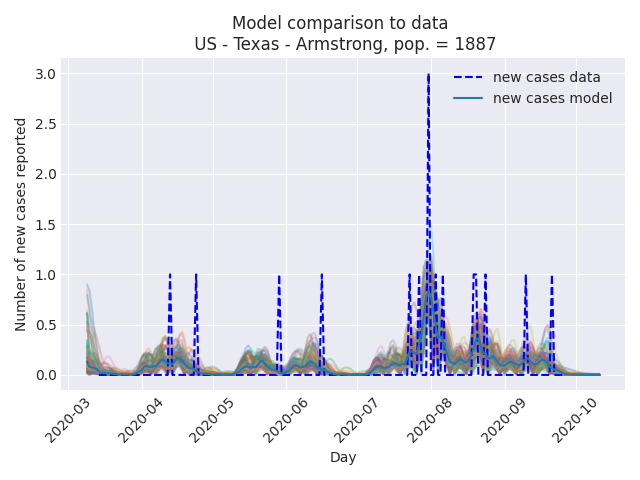 Model comparison to data
US - Texas - Armstrong, pop. = 1887
new cases data
new cases model
Number of new cases reported
3.0
2.5
2.0
1.5
1.0
0.5
0.0
2020-03
2020-04
2020-05
2020-06
2020-07
2020-08
2020-09
2020-10
Day